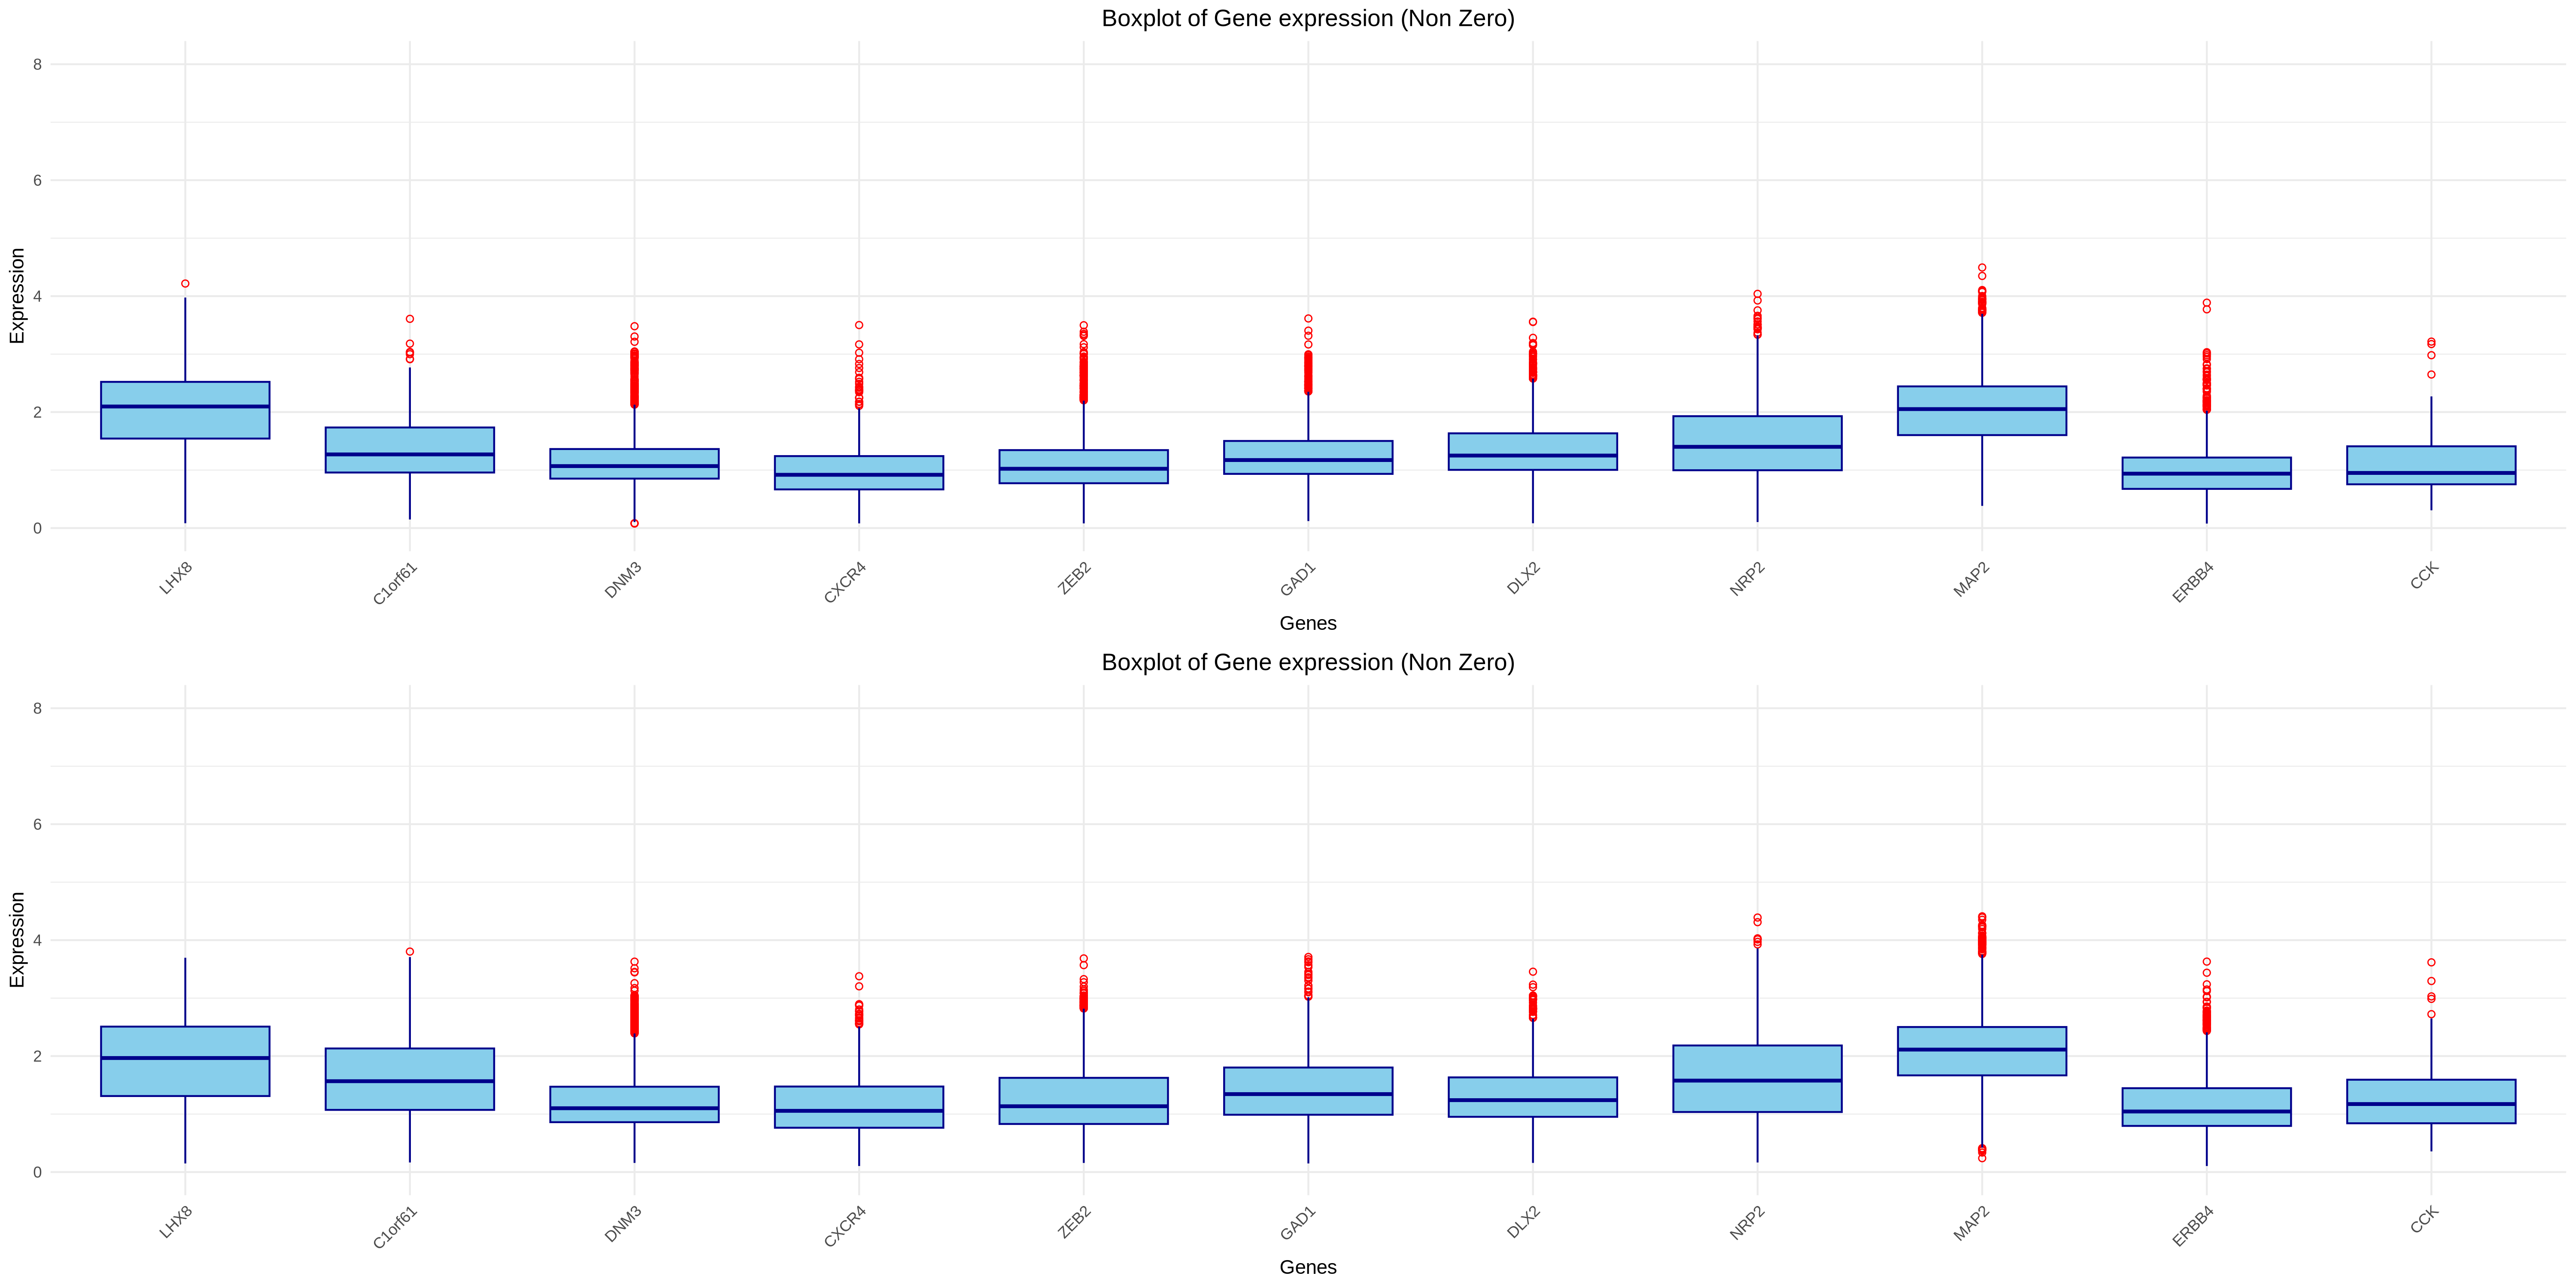 Boxplot of Gene expression (Non Zero)
8
6
4
2
0
Expression
LHX8
C1orf61
DNM3
CXCR4
ZEB2
GAD1
DLX2
NRP2
MAP2
ERBB4
CCK
Genes
Boxplot of Gene expression (Non Zero)
8
6
4
2
0
Expression
LHX8
C1orf61
DNM3
CXCR4
ZEB2
GAD1
DLX2
NRP2
MAP2
ERBB4
CCK
Genes